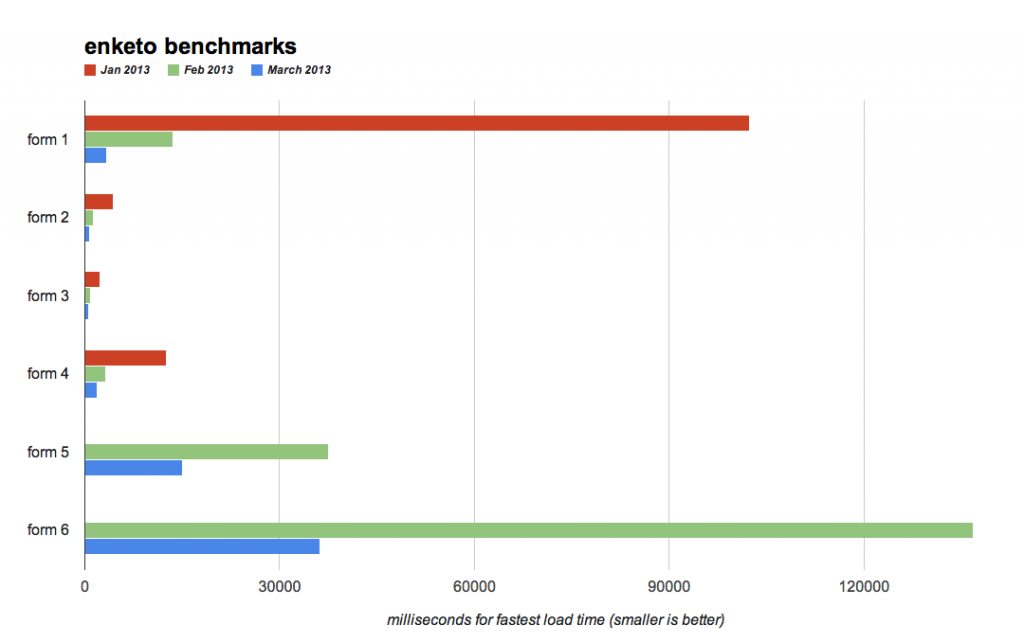 enketo benchmarks
Jan 2013 Feb 2013 March 2013
form 1
form 2
form 3
form 4
form 5
form 6
0 30000 60000 90000 120000
milliseconds for fastest load time (smaller is better)